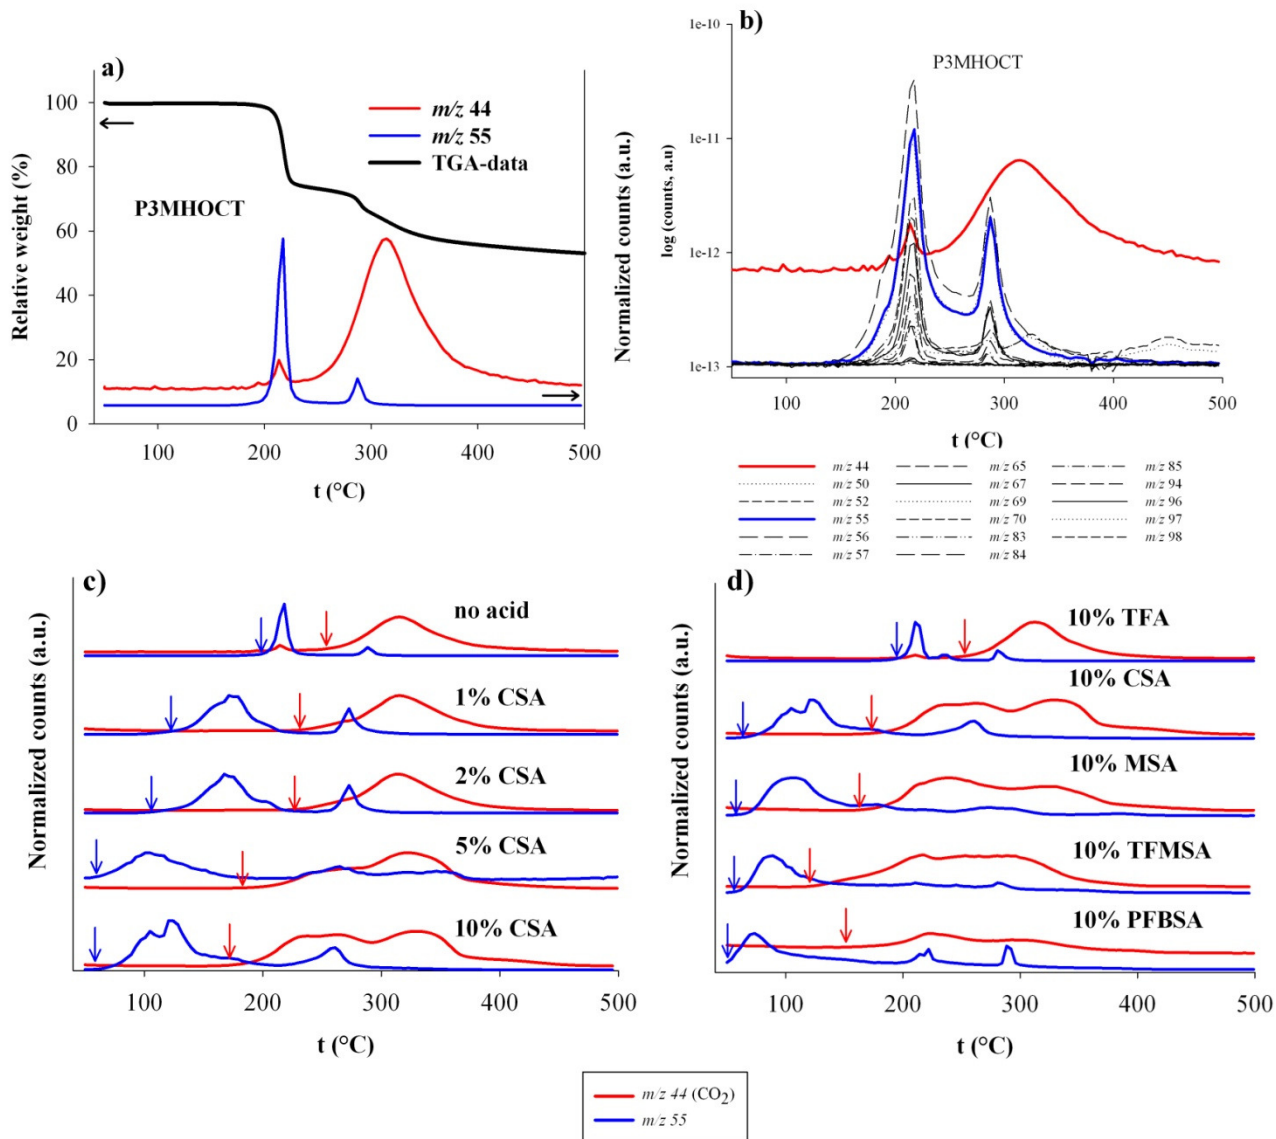 a)
Relative weight (%)
100
80
60
40
20
0
m/z 44
m/z 55
TGA-data
P3MHOCT
Normalized counts (a.u.)
100
200
300
400
500
t (°C)
b)
log (counts, a.u)
1e-10
1e-11
1e-12
1e-13
P3MHOCT
100
200
300
400
500
t (°C)
m/z 44
m/z 50
m/z 52
m/z 55
m/z 56
m/z 57
m/z 65
m/z 67
m/z 69
m/z 70
m/z 83
m/z 84
m/z 85
m/z 94
m/z 96
m/z 97
m/z 98
c)
Normalized counts (a.u.)
no acid
1% CSA
2% CSA
5% CSA
10% CSA
100
200
300
400
500
t (°C)
d)
Normalized counts (a.u.)
10% TFA
10% CSA
10% MSA
10% TFMSA
10% PFBSA
100
200
300
400
500
t (°C)
m/z 44 (CO₂)
m/z 55